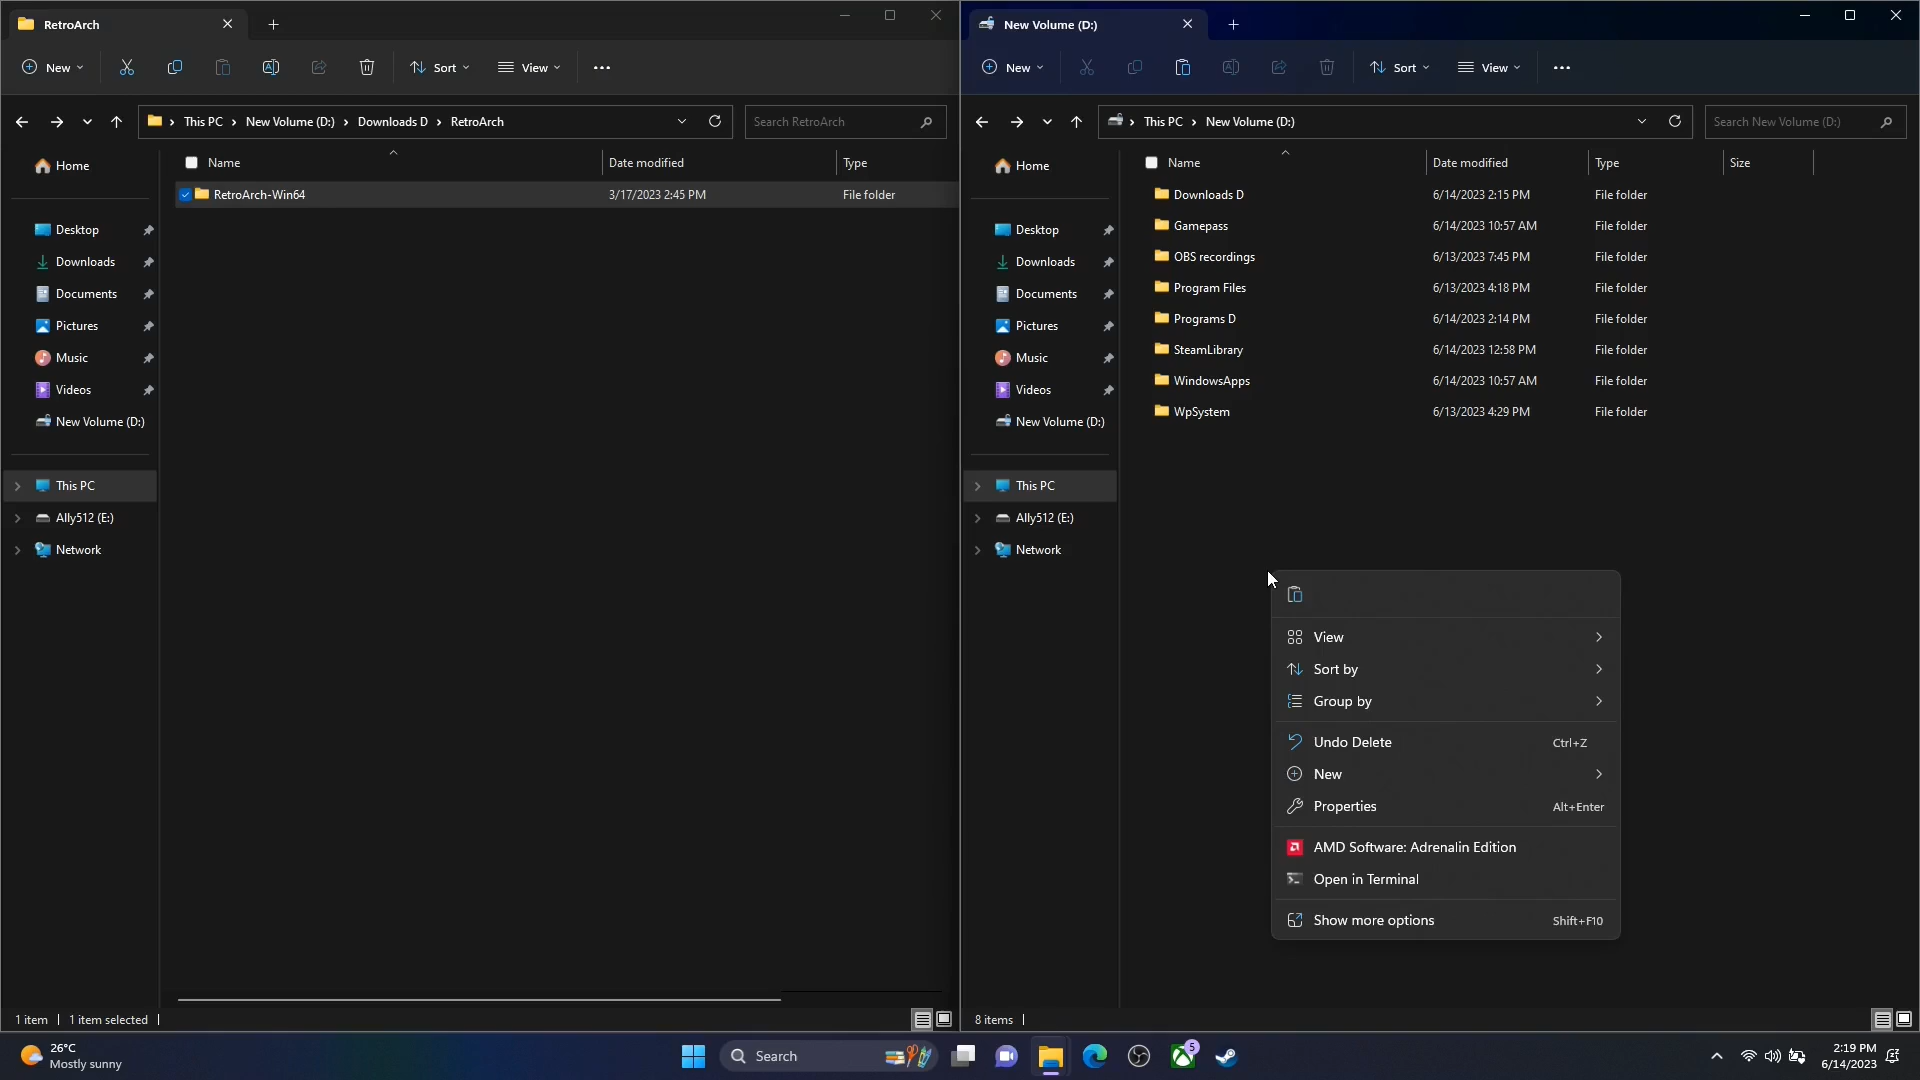 RetroArch
New
Sort
View
This PC
New Volume (D:)
Downloads D
RetroArch
Search RetroArch
Home
Desktop
Downloads
Documents
Pictures
Music
Videos
New Volume (D:)
This PC
Ally512 (E:)
Network
Name
Date modified
Type
RetroArch-Win64
3/17/2023 2:45 PM
File folder
1 item
1 item selected
New Volume (D:)
New
Sort
View
This PC
New Volume (D:)
Search New Volume (D:)
Home
Desktop
Downloads
Documents
Pictures
Music
Videos
New Volume (D:)
This PC
Ally512 (E:)
Network
Name
Date modified
Type
Size
Downloads D
6/14/2023 2:15 PM
File folder
Gamepass
6/14/2023 10:57 AM
File folder
OBS recordings
6/13/2023 7:45 PM
File folder
Program Files
6/13/2023 4:18 PM
File folder
Programs D
6/14/2023 2:14 PM
File folder
SteamLibrary
6/14/2023 12:58 PM
File folder
WindowsApps
6/14/2023 10:57 AM
File folder
WpSystem
6/13/2023 4:29 PM
File folder
View
Sort by
Group by
Undo Delete
Ctrl+Z
New
Properties
Alt+Enter
AMD Software: Adrenalin Edition
Open in Terminal
Show more options
Shift+F10
8 items
26°C
Mostly sunny
Search
5
2:19 PM
6/14/2023